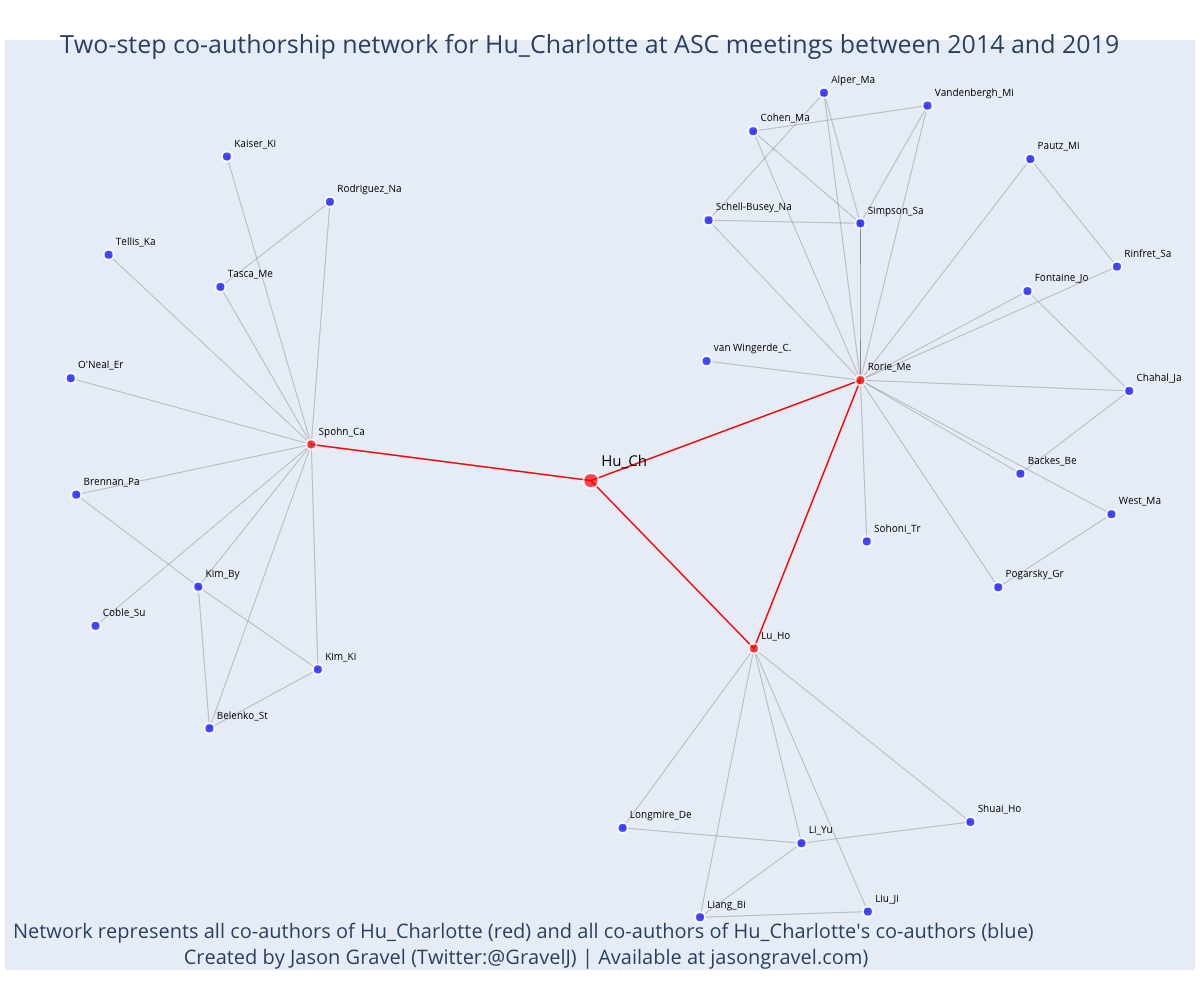 Two-step co-authorship network for Hu_Charlotte at ASC meetings between 2014 and 2019
Alper_Ma
Vandenbergh_Mi
Cohen_Ma
Kaiser_Ki
Pautz_Mi
Rodriguez_Na
Schell-Busey_Na
Simpson_Sa
Tellis_Ka
Rinfret_Sa
Tasca_Me
Fontaine_Jo
van Wingerde_C.
O'Neal_Er
Rorie_Me
Chahal_Ja
Spohn_Ca
Hu_Ch
Backes_Be
Brennan_Pa
West_Ma
Sohoni_Tr
Kim_By
Pogarsky_Gr
Coble_Su
Lu_Ho
Kim_Ki
Belenko_St
Shuai_Ho
Longmire_De
Li_Yu
Liu_Ji
Liang_Bi
Network represents all co-authors of Hu_Charlotte (red) and all co-authors of Hu_Charlotte's co-authors (blue)
Created by Jason Gravel (Twitter:@GravelJ) | Available at jasongravel.com)